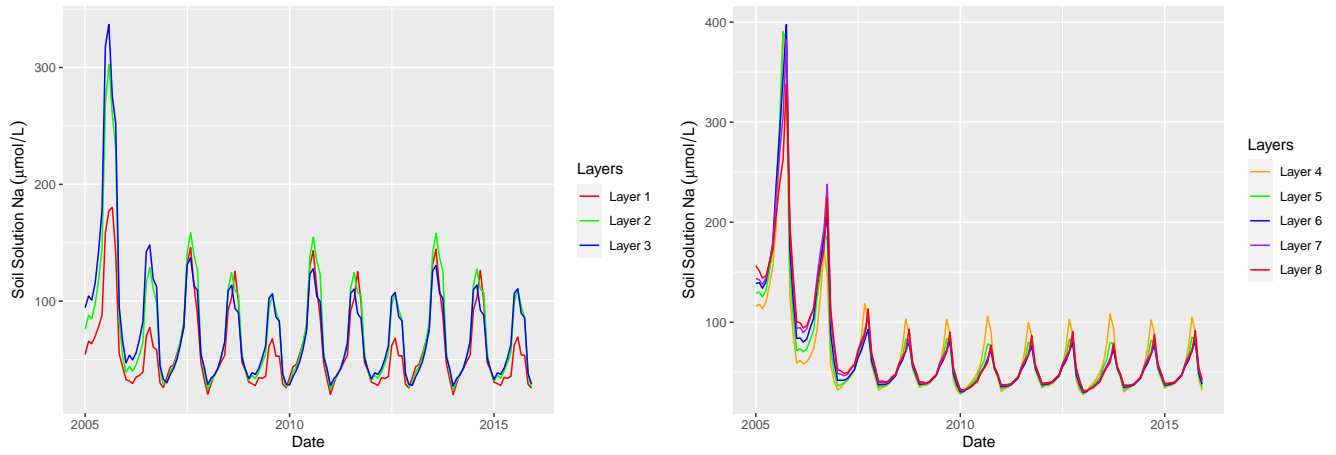 Soil Solution Na (μmol/L)
300
200
100
2005
2010
2015
Date
Layers
Layer 1
Layer 2
Layer 3
Soil Solution Na (μmol/L)
400
300
200
100
2005
2010
2015
Date
Layers
Layer 4
Layer 5
Layer 6
Layer 7
Layer 8